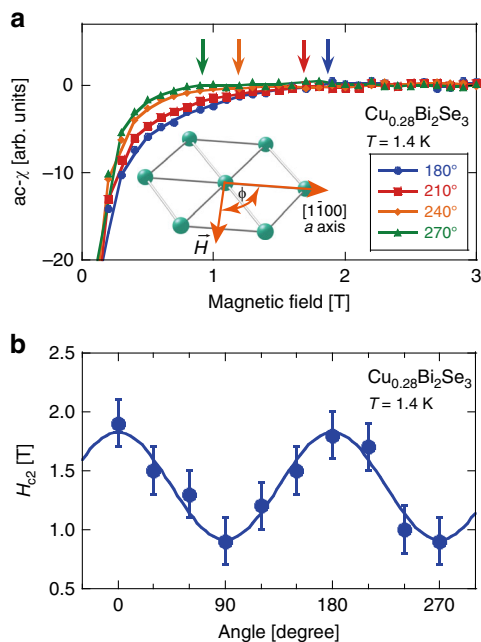 a
ac-χ [arb. units]
0
−10
−20
Cu0.28Bi2Se3
T = 1.4 K
180°
210°
240°
270°
ϕ
[11̄00]
a axis
H⃗
0 1 2 3
Magnetic field [T]
b
Hc2 [T]
2.5
2.0
1.5
1.0
0.5
Cu0.28Bi2Se3
T = 1.4 K
0 90 180 270
Angle [degree]